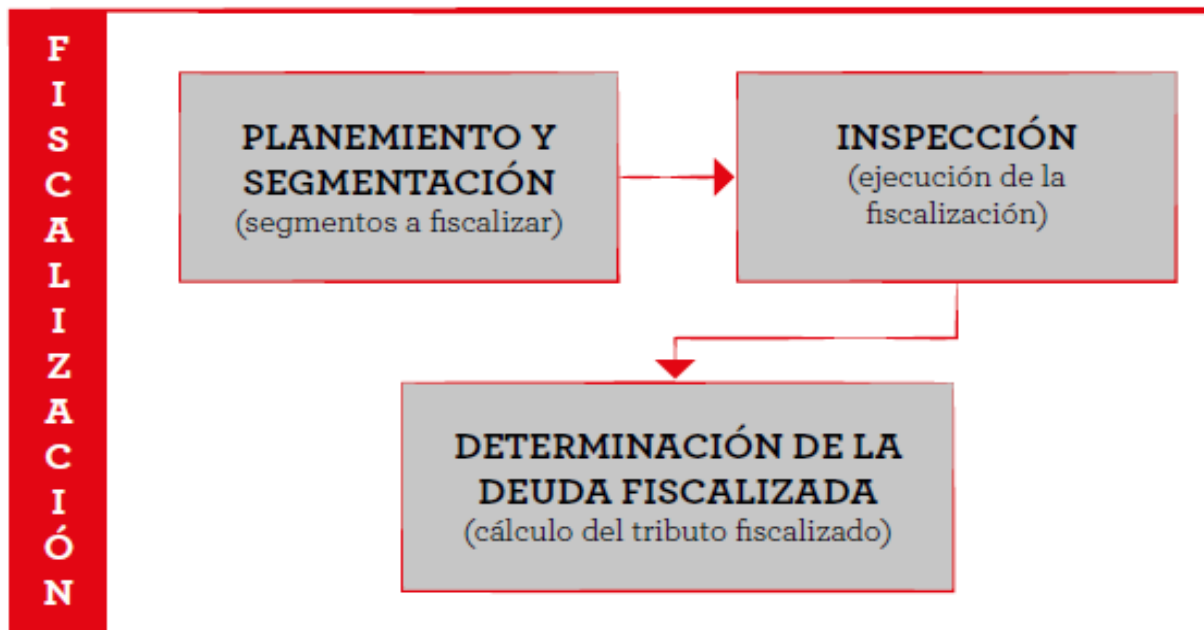 FISCALIZACIÓN
PLANEMIENTO Y
SEGMENTACIÓN
(segmentos a fiscalizar)
INSPECCIÓN
(ejecución de la
fiscalización)
DETERMINACIÓN DE LA
DEUDA FISCALIZADA
(cálculo del tributo fiscalizado)